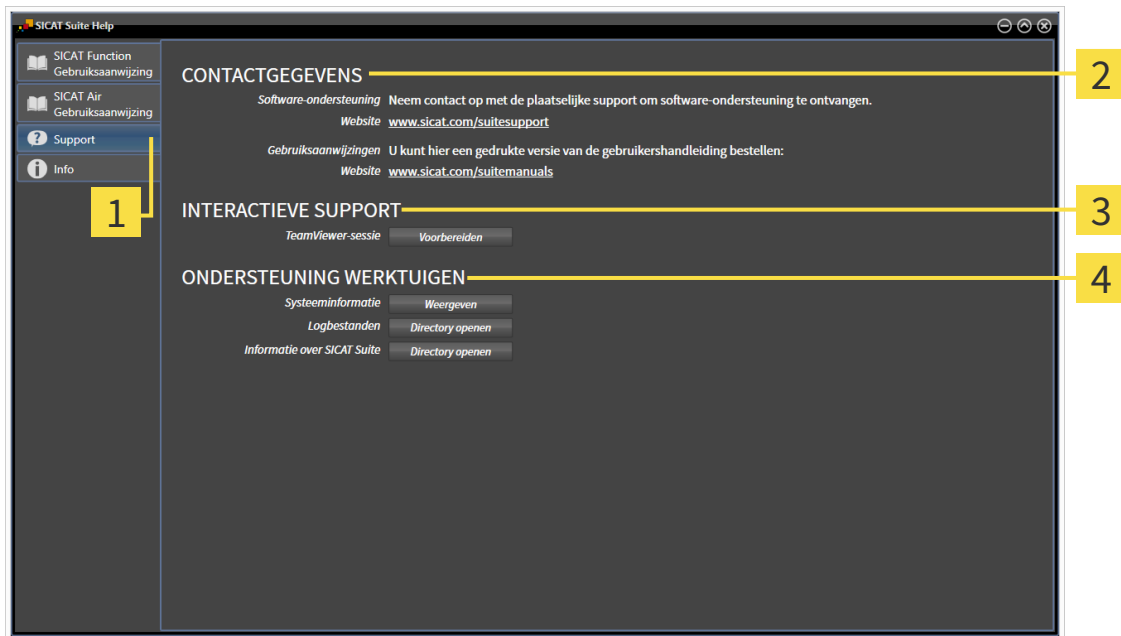 SICAT Suite Help
SICAT Function
Gebruiksaanwijzing
SICAT Air
Gebruiksaanwijzing
Support
Info
1
CONTACTGEGEVENS
2
Software-ondersteuning Neem contact op met de plaatselijke support om software-ondersteuning te ontvangen.
Website www.sicat.com/suitesupport
Gebruiksaanwijzingen U kunt hier een gedrukte versie van de gebruikershandleiding bestellen:
Website www.sicat.com/suitemanuals
INTERACTIEVE SUPPORT
3
TeamViewer-sessie Voorbereiden
ONDERSTEUNING WERKTUIGEN
4
Systeeminformatie Weergeven
Logbestanden Directory openen
Informatie over SICAT Suite Directory openen